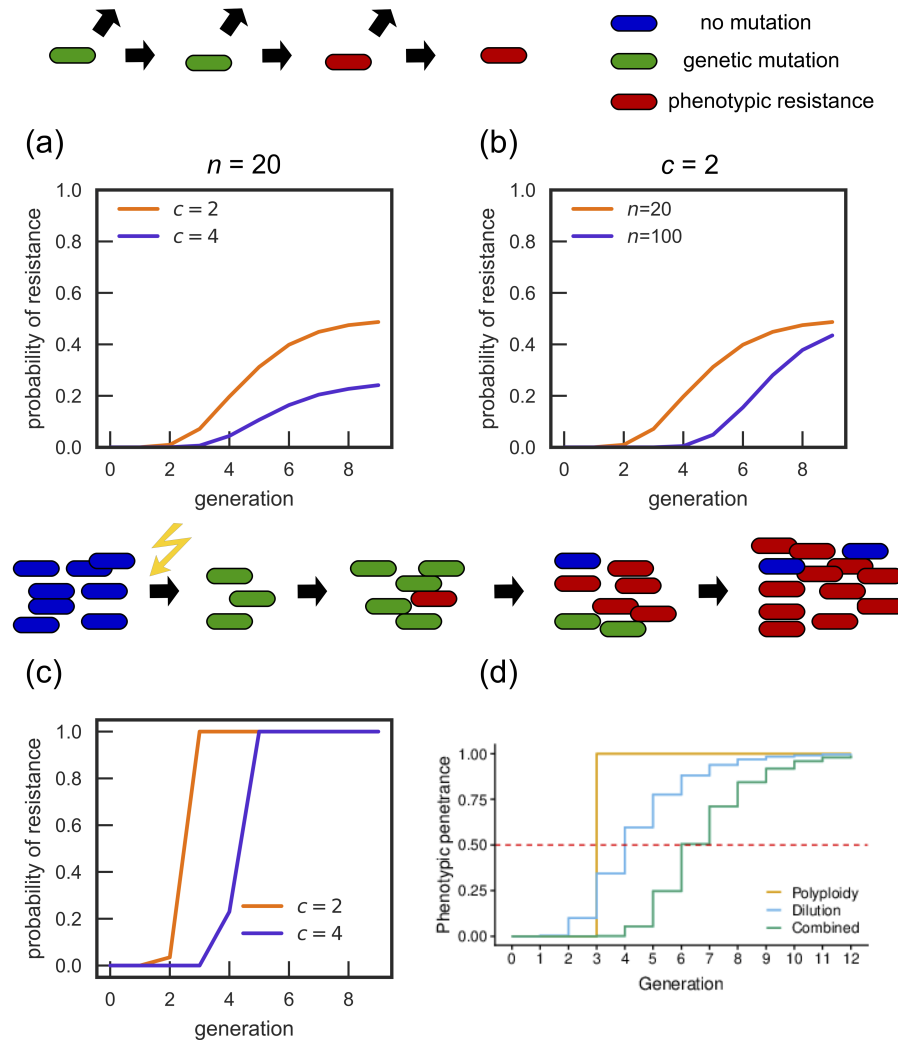 no mutation
genetic mutation
phenotypic resistance
(a)
n = 20
probability of resistance
1.0
0.8
0.6
0.4
0.2
0.0
c = 2
c = 4
0 2 4 6 8
generation
(b)
c = 2
probability of resistance
1.0
0.8
0.6
0.4
0.2
0.0
n=20
n=100
0 2 4 6 8
generation
(c)
probability of resistance
1.0
0.8
0.6
0.4
0.2
0.0
c = 2
c = 4
0 2 4 6 8
generation
(d)
Phenotypic penetrance
1.00
0.75
0.50
0.25
0.00
Polyploidy
Dilution
Combined
0 1 2 3 4 5 6 7 8 9 10 11 12
Generation